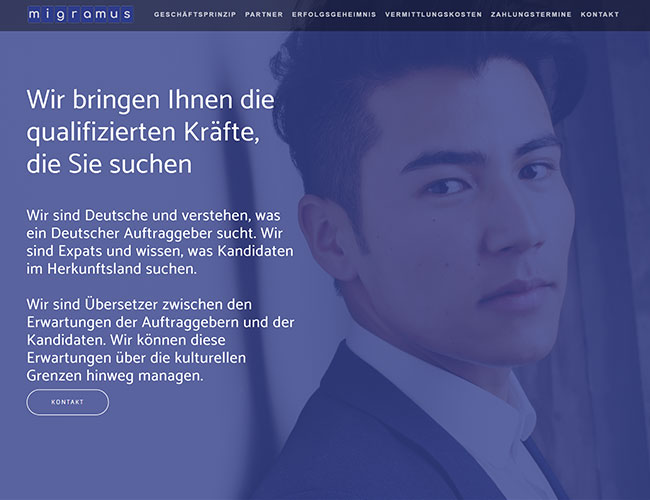 migramus
GESCHÄFTSPRINZIP PARTNER ERFOLGSGEHEIMNIS VERMITTLUNGSKOSTEN ZAHLUNGSTERMINE KONTAKT
Wir bringen Ihnen die
qualifizierten Kräfte,
die Sie suchen
Wir sind Deutsche und verstehen, was
ein Deutscher Auftraggeber sucht. Wir
sind Expats und wissen, was Kandidaten
im Herkunftsland suchen.
Wir sind Übersetzer zwischen den
Erwartungen der Auftraggebern und der
Kandidaten. Wir können diese
Erwartungen über die kulturellen
Grenzen hinweg managen.
KONTAKT